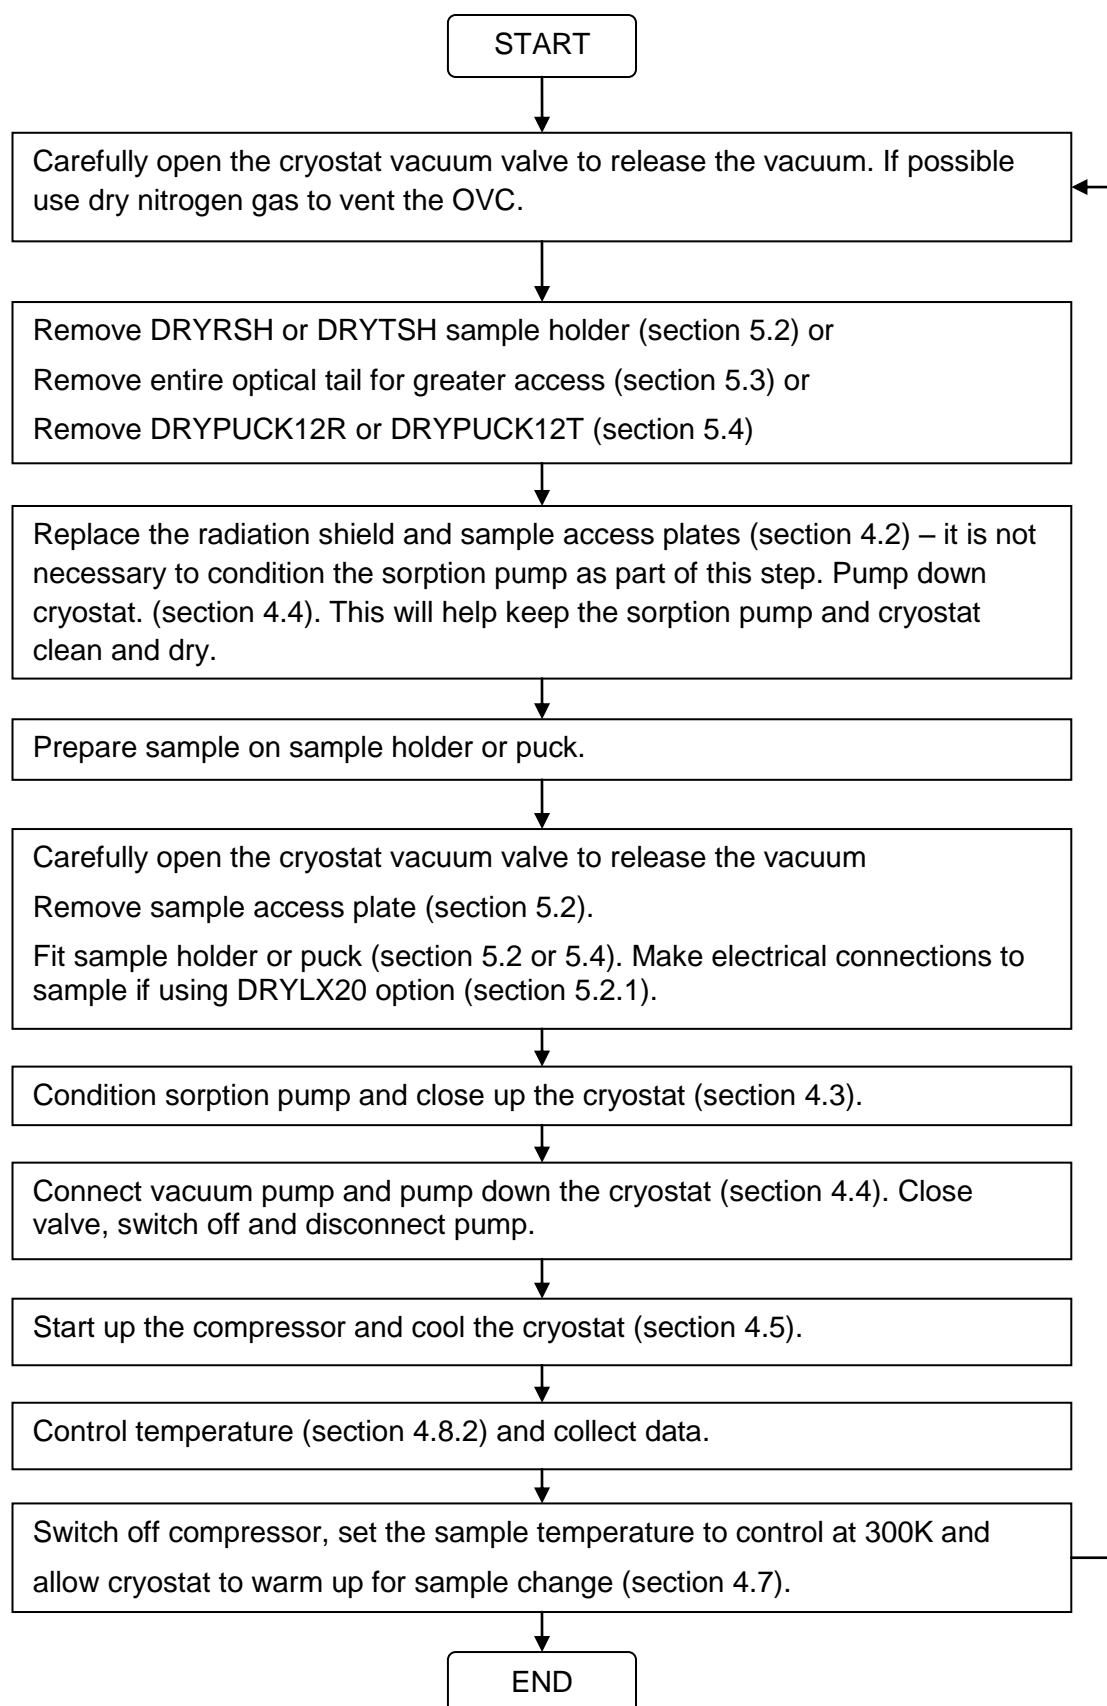 START
Carefully open the cryostat vacuum valve to release the vacuum. If possible
use dry nitrogen gas to vent the OVC.
Remove DRYRSH or DRYTSH sample holder (section 5.2) or
Remove entire optical tail for greater access (section 5.3) or
Remove DRYPUCK12R or DRYPUCK12T (section 5.4)
Replace the radiation shield and sample access plates (section 4.2) – it is not
necessary to condition the sorption pump as part of this step. Pump down
cryostat. (section 4.4). This will help keep the sorption pump and cryostat
clean and dry.
Prepare sample on sample holder or puck.
Carefully open the cryostat vacuum valve to release the vacuum
Remove sample access plate (section 5.2).
Fit sample holder or puck (section 5.2 or 5.4). Make electrical connections to
sample if using DRYLX20 option (section 5.2.1).
Condition sorption pump and close up the cryostat (section 4.3).
Connect vacuum pump and pump down the cryostat (section 4.4). Close
valve, switch off and disconnect pump.
Start up the compressor and cool the cryostat (section 4.5).
Control temperature (section 4.8.2) and collect data.
Switch off compressor, set the sample temperature to control at 300K and
allow cryostat to warm up for sample change (section 4.7).
END